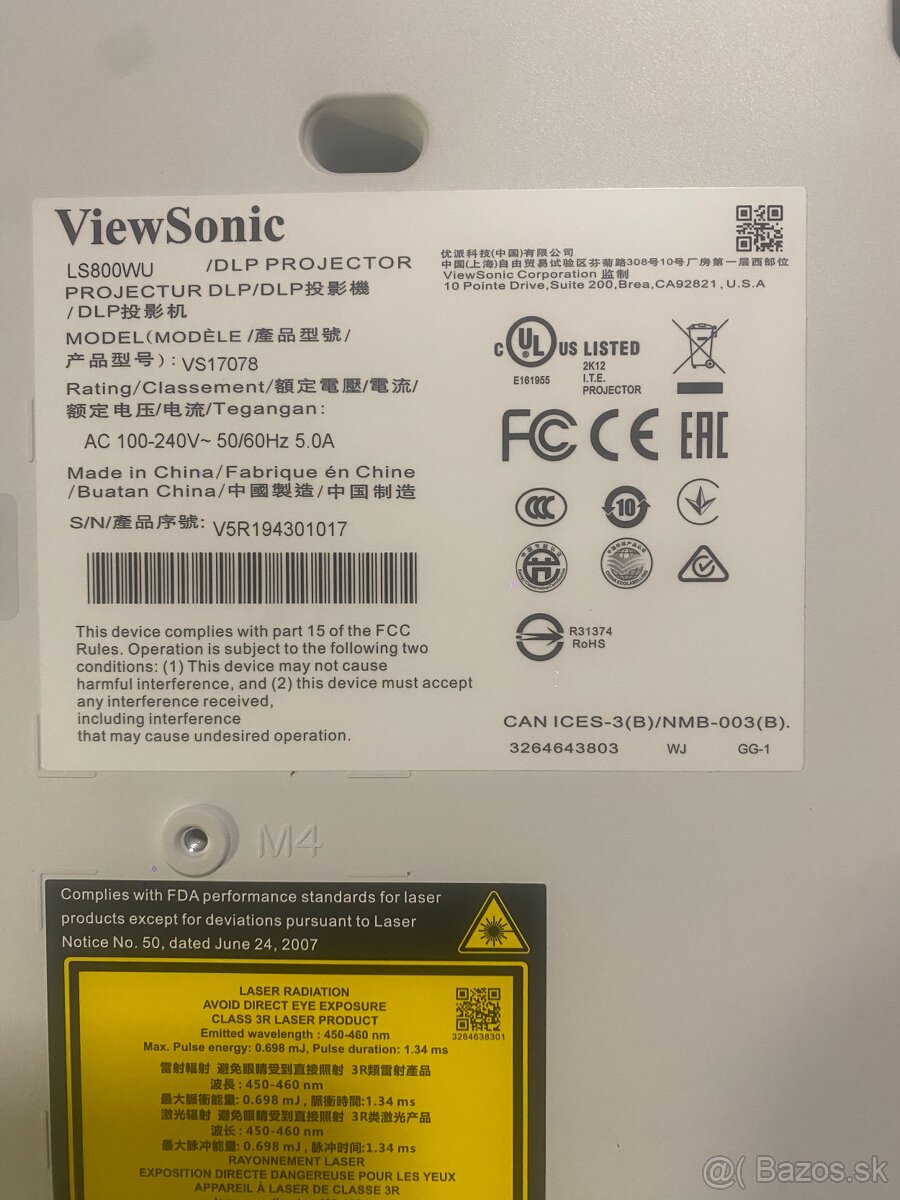 ViewSonic
LS800WU /DLP PROJECTOR
PROJECTUR DLP/DLP投影機
/DLP投影机
MODEL(MODÈLE/產品型號/
产品型号): VS17078
Rating/Classement/額定電壓/電流/
额定电压/电流/Tegangan:
AC 100-240V~ 50/60Hz 5.0A
Made in China/Fabrique én Chine
/Buatan China/中國製造/中国制造
S/N/產品序號: V5R194301017
This device complies with part 15 of the FCC
Rules. Operation is subject to the following two
conditions: (1) This device may not cause
harmful interference, and (2) this device must accept
any interference received,
including interference
that may cause undesired operation.
优派科技(中国)有限公司
中国(上海)自由贸易试验区芬菊路308号10号厂房第一层西部位
ViewSonic Corporation 监制
10 Pointe Drive,Suite 200,Brea,CA92821,U.S.A
C UL US LISTED
2K12
E161955
I.T.E.
PROJECTOR
FC CE EAC
CCC 10
R31374
RoHS
CAN ICES-3(B)/NMB-003(B).
3264643803 WJ GG-1
M4
Complies with FDA performance standards for laser
products except for deviations pursuant to Laser
Notice No. 50, dated June 24, 2007
LASER RADIATION
AVOID DIRECT EYE EXPOSURE
CLASS 3R LASER PRODUCT
Emitted wavelength : 450-460 nm
Max. Pulse energy: 0.698 mJ, Pulse duration: 1.34 ms
3264638301
雷射輻射 避免眼睛受到直接照射 3R類雷射產品
波長 : 450-460 nm
最大脈衝能量: 0.698 mJ , 脈衝時間:1.34 ms
激光辐射 避免眼睛受到直接照射 3R类激光产品
波长 : 450-460 nm
最大脉冲能量: 0.698 mJ , 脉冲时间:1.34 ms
RAYONNEMENT LASER
EXPOSITION DIRECTE DANGEREUSE POUR LES YEUX
APPAREIL À LASER DE CLASSE 3R
@( Bazos.sk